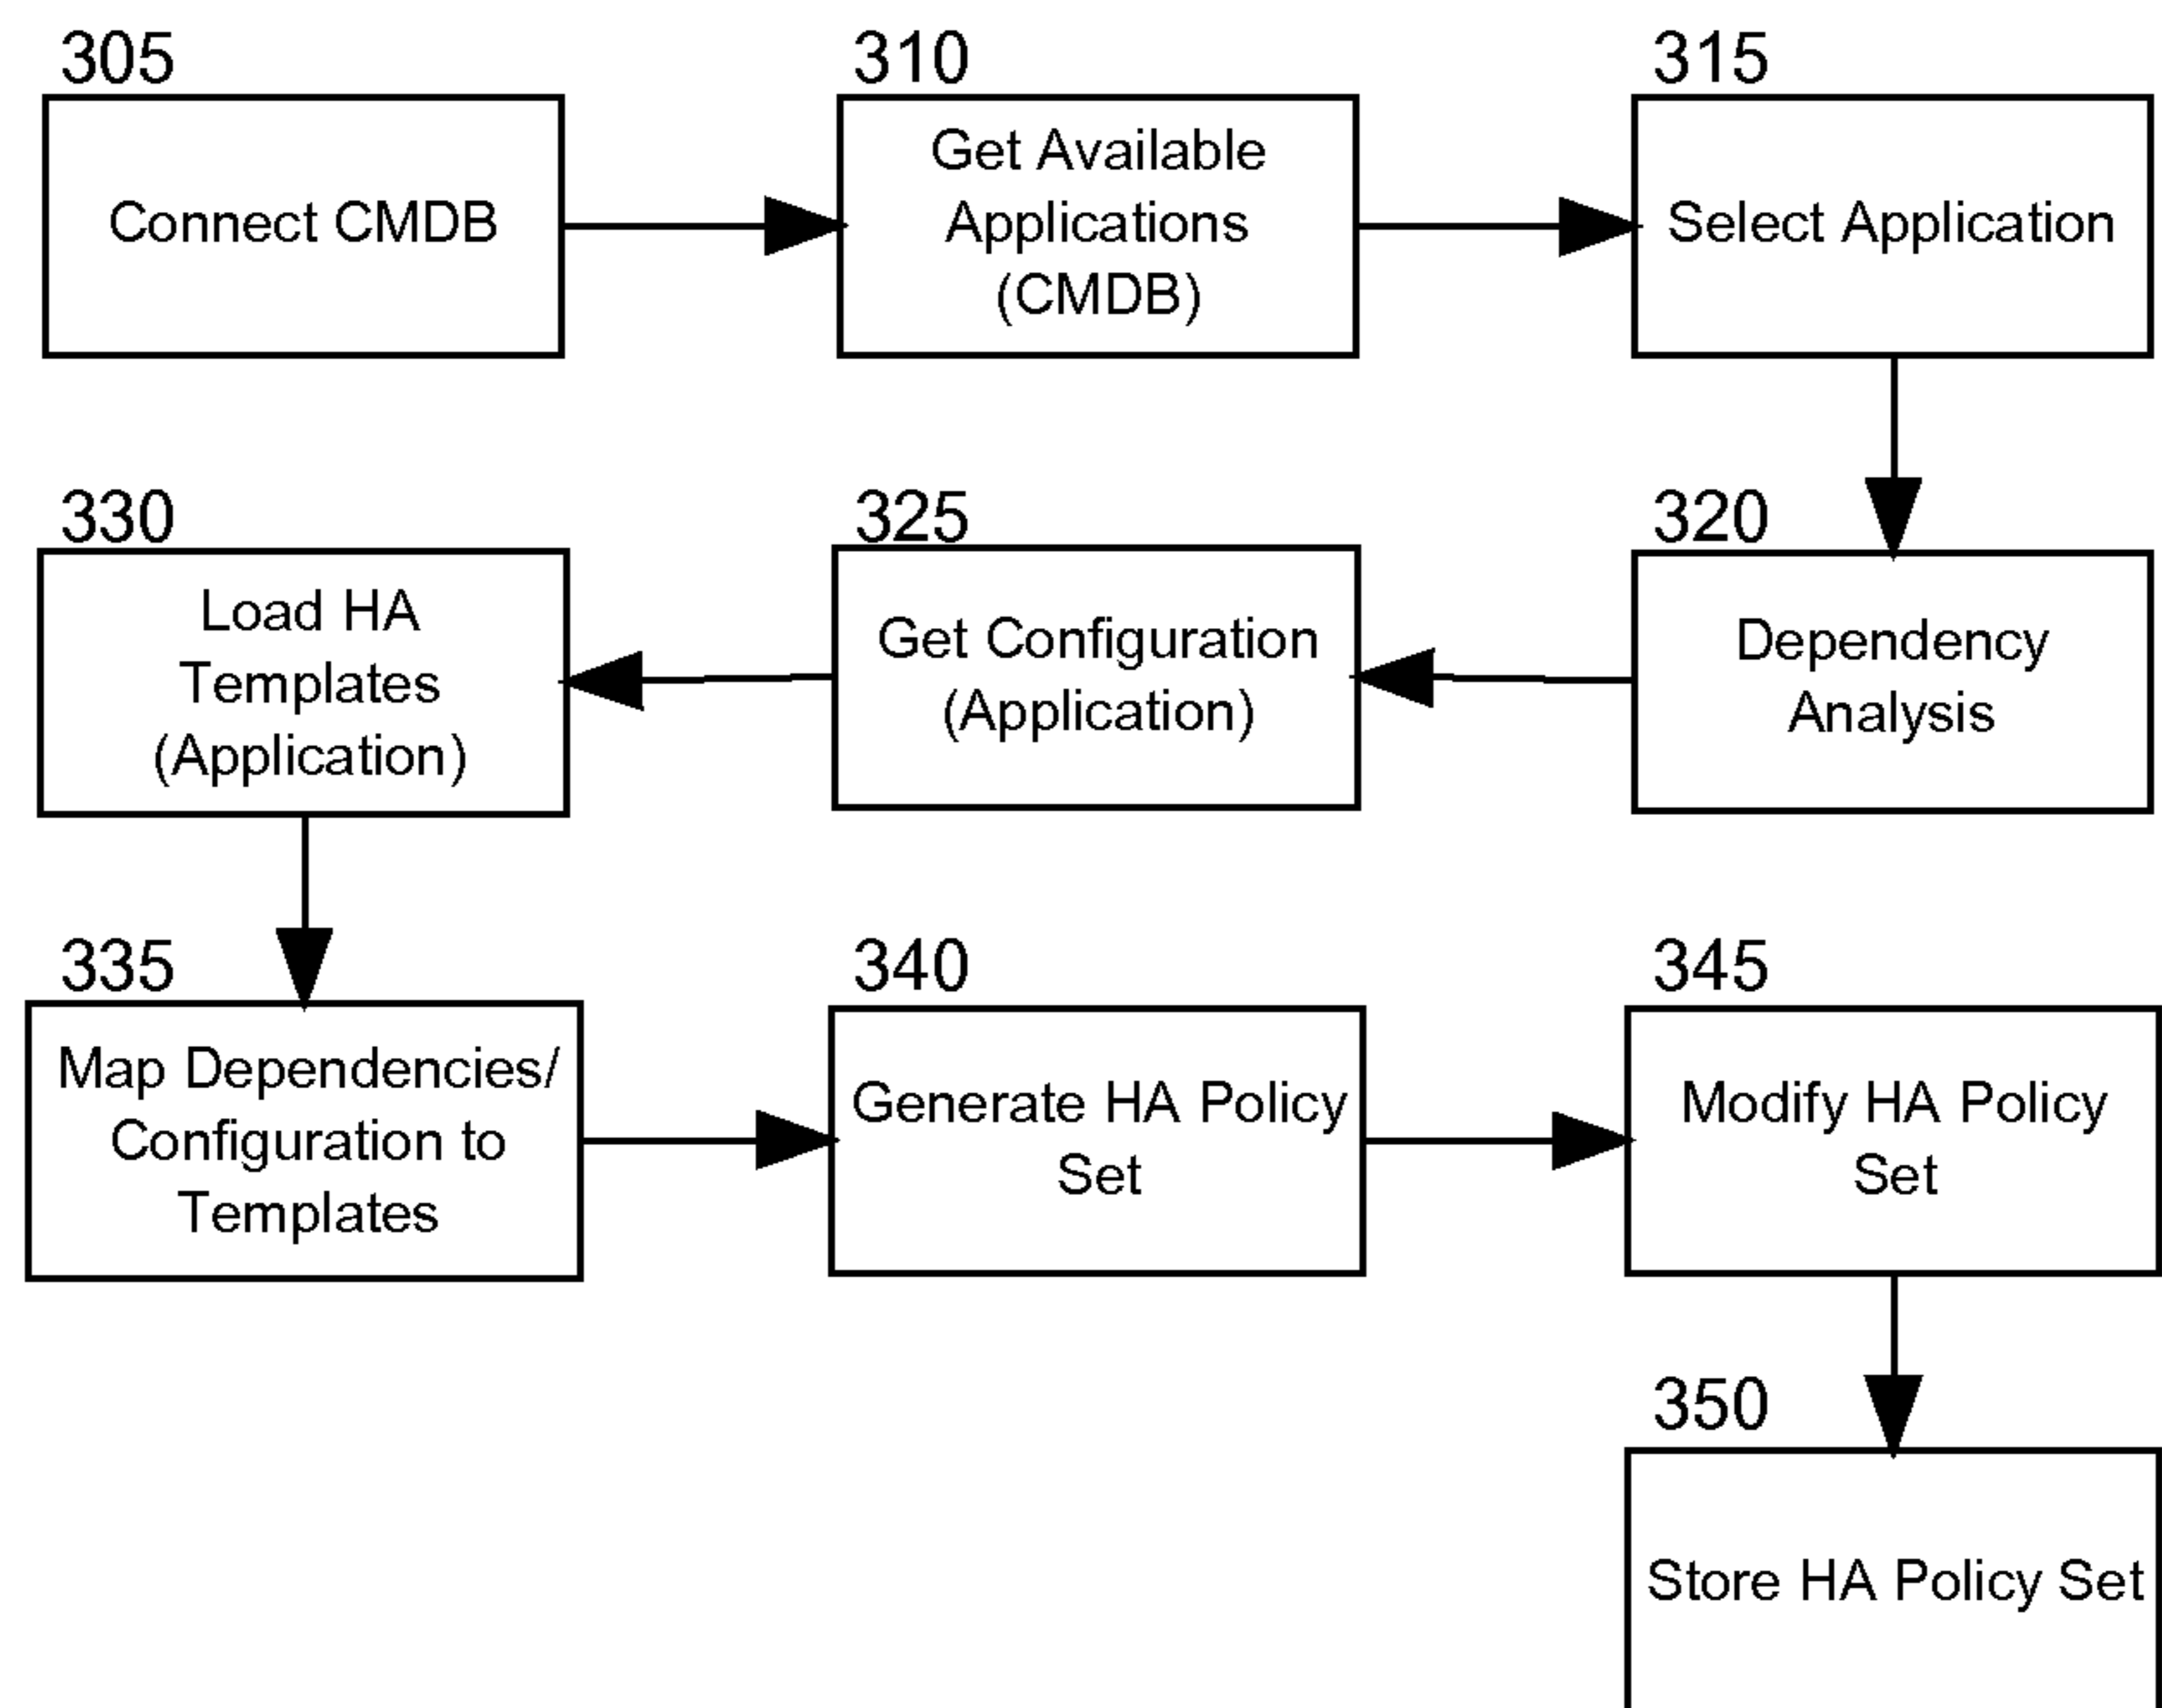 305
Connect CMDB
310
Get Available
Applications
(CMDB)
315
Select Application
320
Dependency
Analysis
325
Get Configuration
(Application)
330
Load HA
Templates
(Application)
335
Map Dependencies/
Configuration to
Templates
340
Generate HA Policy
Set
345
Modify HA Policy
Set
350
Store HA Policy Set